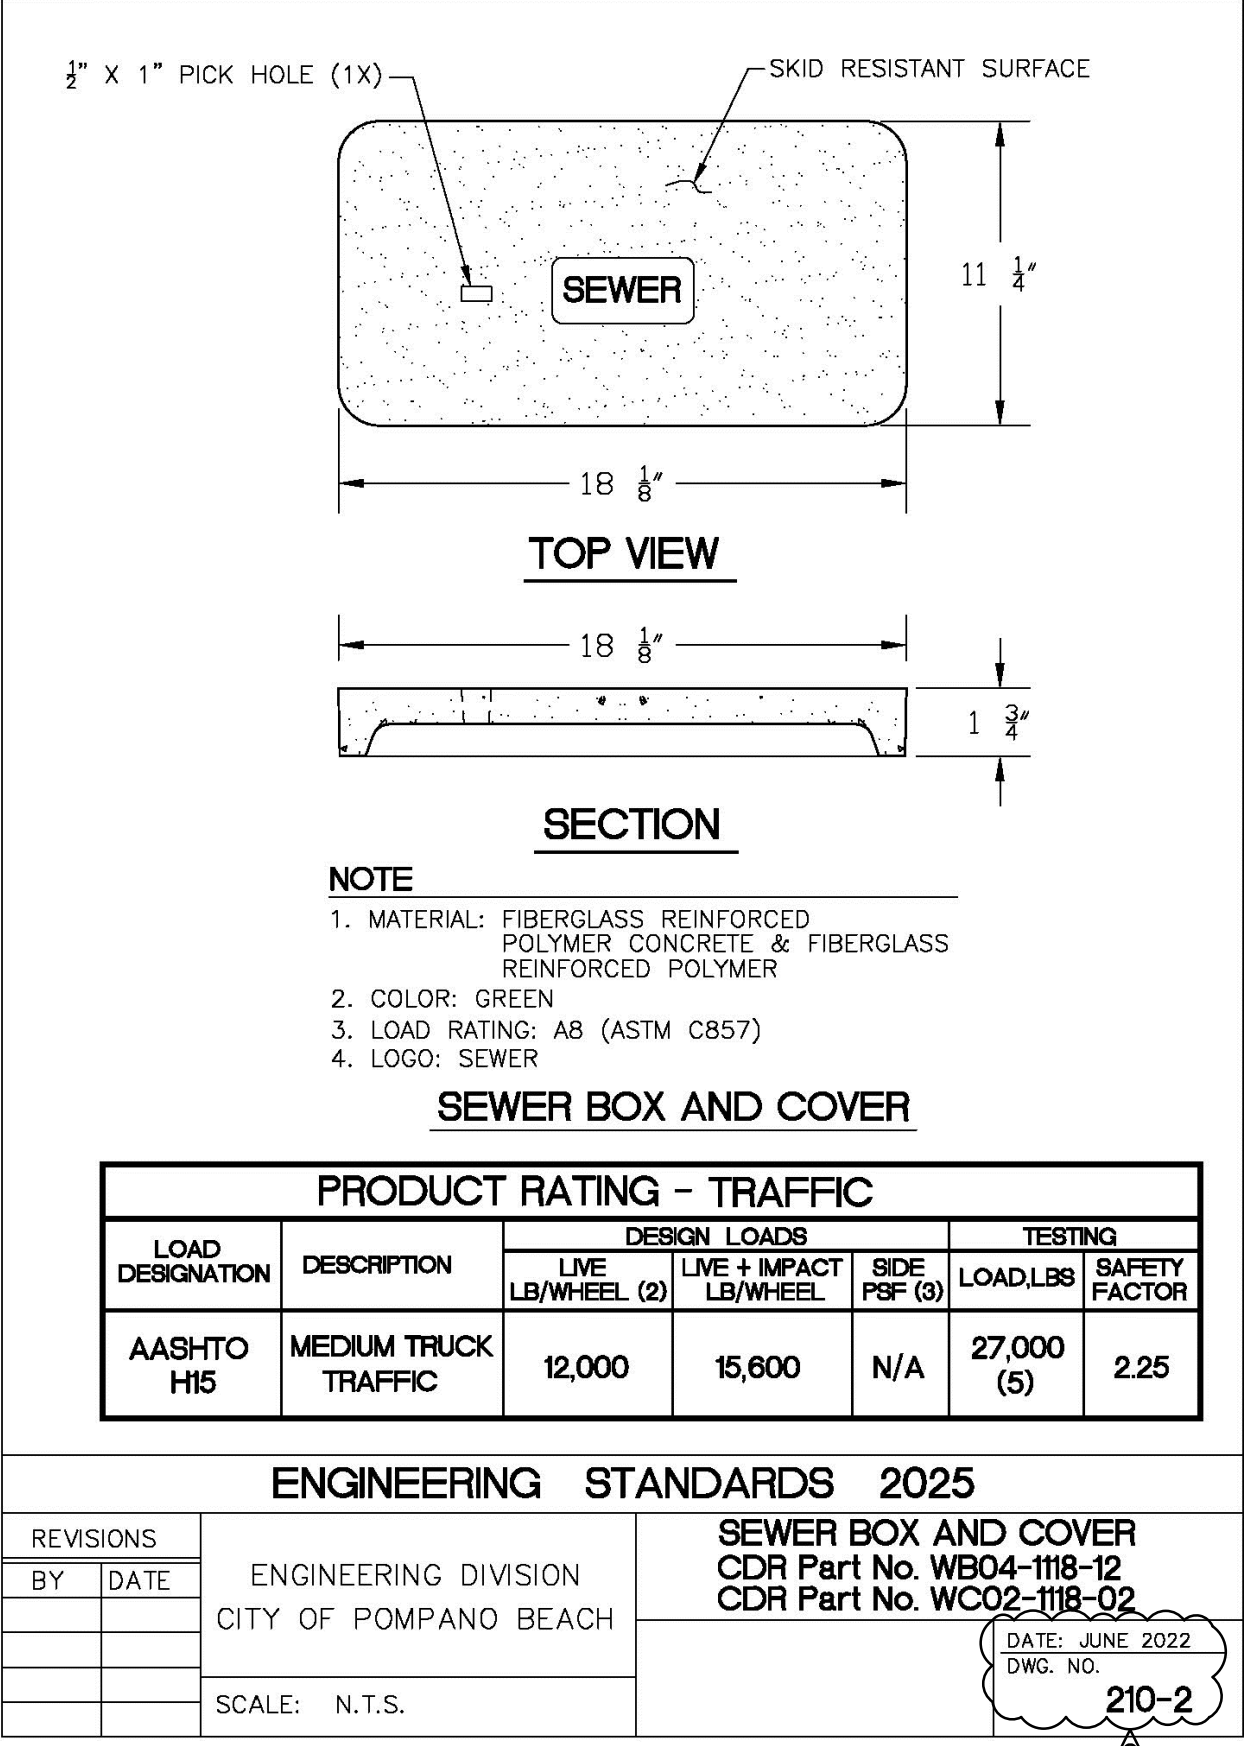 ½" X 1" PICK HOLE (1X)
SKID RESISTANT SURFACE
SEWER
11 ¼"
18 ⅛"
TOP VIEW
18 ⅛"
1 ¾"
SECTION
NOTE
1. MATERIAL: FIBERGLASS REINFORCED
POLYMER CONCRETE & FIBERGLASS
REINFORCED POLYMER
2. COLOR: GREEN
3. LOAD RATING: A8 (ASTM C857)
4. LOGO: SEWER
SEWER BOX AND COVER
PRODUCT RATING - TRAFFIC
LOAD
DESIGNATION
DESCRIPTION
DESIGN LOADS
TESTING
LIVE
LB/WHEEL (2)
LIVE + IMPACT
LB/WHEEL
SIDE
PSF (3)
LOAD,LBS
SAFETY
FACTOR
AASHTO
H15
MEDIUM TRUCK
TRAFFIC
12,000
15,600
N/A
27,000
(5)
2.25
ENGINEERING STANDARDS 2025
REVISIONS
BY DATE
ENGINEERING DIVISION
CITY OF POMPANO BEACH
SCALE: N.T.S.
SEWER BOX AND COVER
CDR Part No. WB04-1118-12
CDR Part No. WC02-1118-02
DATE: JUNE 2022
DWG. NO.
210-2